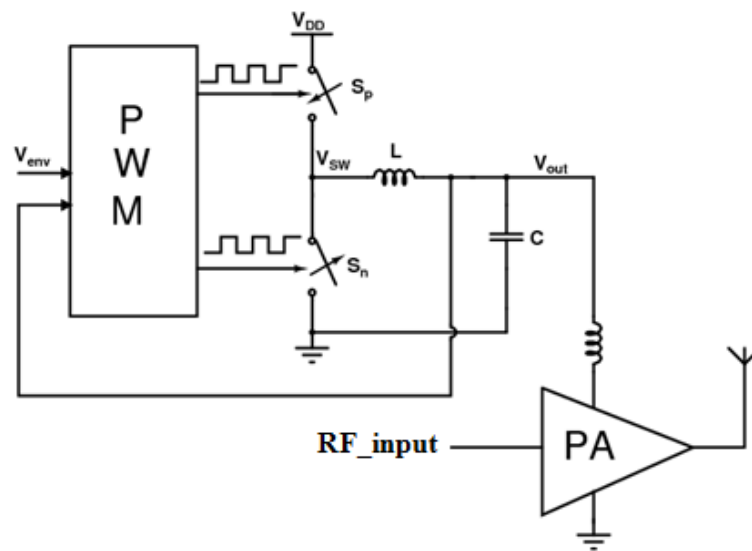 V_DD
S_p
P
W
M
V_env
V_SW
L
V_out
C
S_n
RF_input
PA